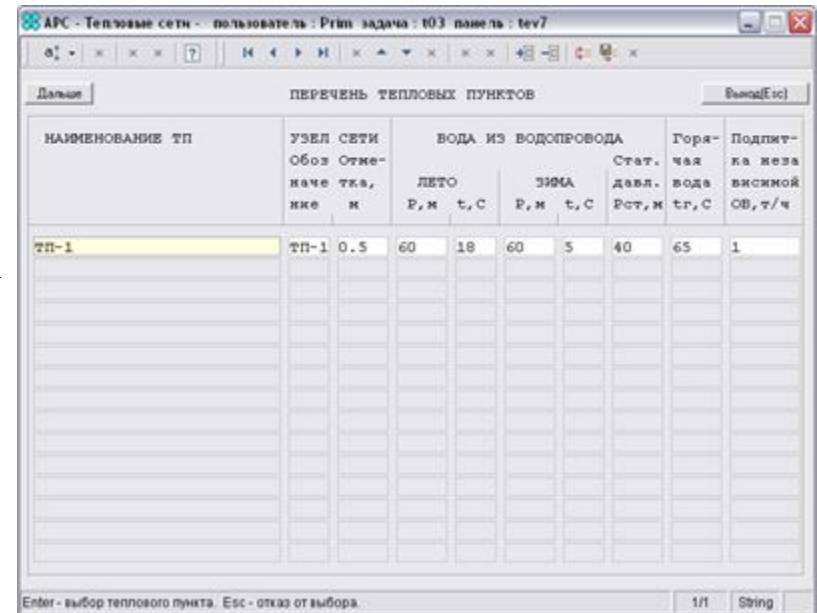 АРС - Тепловые сети - пользователь : Prim задача : t03 панель : tev7
Дальше
ПЕРЕЧЕНЬ ТЕПЛОВЫХ ПУНКТОВ
Выход(Esc)
НАИМЕНОВАНИЕ ТП УЗЕЛ СЕТИ ВОДА ИЗ ВОДОПРОВОДА Горя- Подпит-
Обоз Отме- Стат. чая ка неза
наче тка, ЛЕТО ЗИМА давл. вода висимой
ние м Р,м t,С Р,м t,С Рст,м tг,С ОВ,т/ч
ТП-1 ТП-1 0.5 60 18 60 5 40 65 1
Enter - выбор теплового пункта. Esc - отказ от выбора. 1/1 String